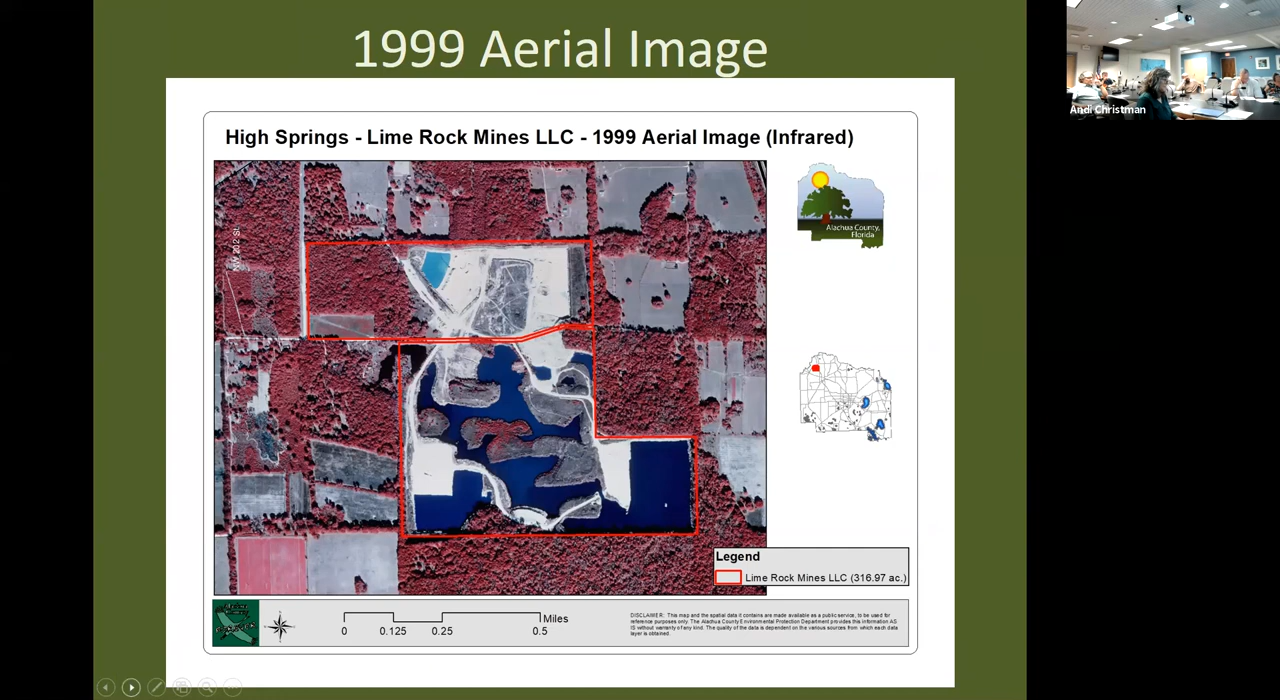 1999 Aerial Image
High Springs - Lime Rock Mines LLC - 1999 Aerial Image (Infrared)
Andi Christman
Alachua County,
Florida
NW 202 St
Legend
Lime Rock Mines LLC (316.97 ac.)
Miles
0 0.125 0.25 0.5
DISCLAIMER: This map and the spatial data it contains are made available as a public service, to be used for
reference purposes only. The Alachua County Environmental Protection Department provides this information AS
IS without warranty of any kind. The quality of the data is dependent on the various sources from which each data
layer is obtained.